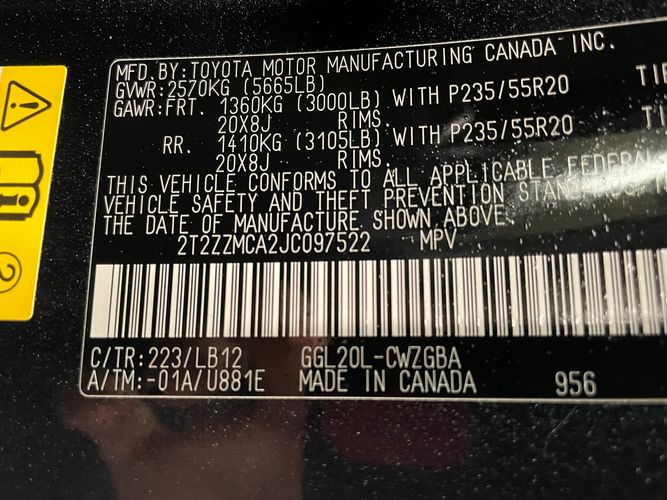 MFD.BY:TOYOTA MOTOR MANUFACTURING CANADA INC.
GVWR:2570KG (5665LB)
GAWR:FRT. 1360KG (3000LB) WITH P235/55R20
20X8J RIMS.
RR. 1410KG (3105LB) WITH P235/55R20
20X8J RIMS.
THIS VEHICLE CONFORMS TO ALL APPLICABLE FEDERAL
VEHICLE SAFETY AND THEFT PREVENTION STANDARDS
THE DATE OF MANUFACTURE SHOWN ABOVE.
2T2ZZMCA2JC097522 MPV
C/TR:223/LB12 GGL20L-CWZGBA
A/TM:-01A/U881E MADE IN CANADA 956
2